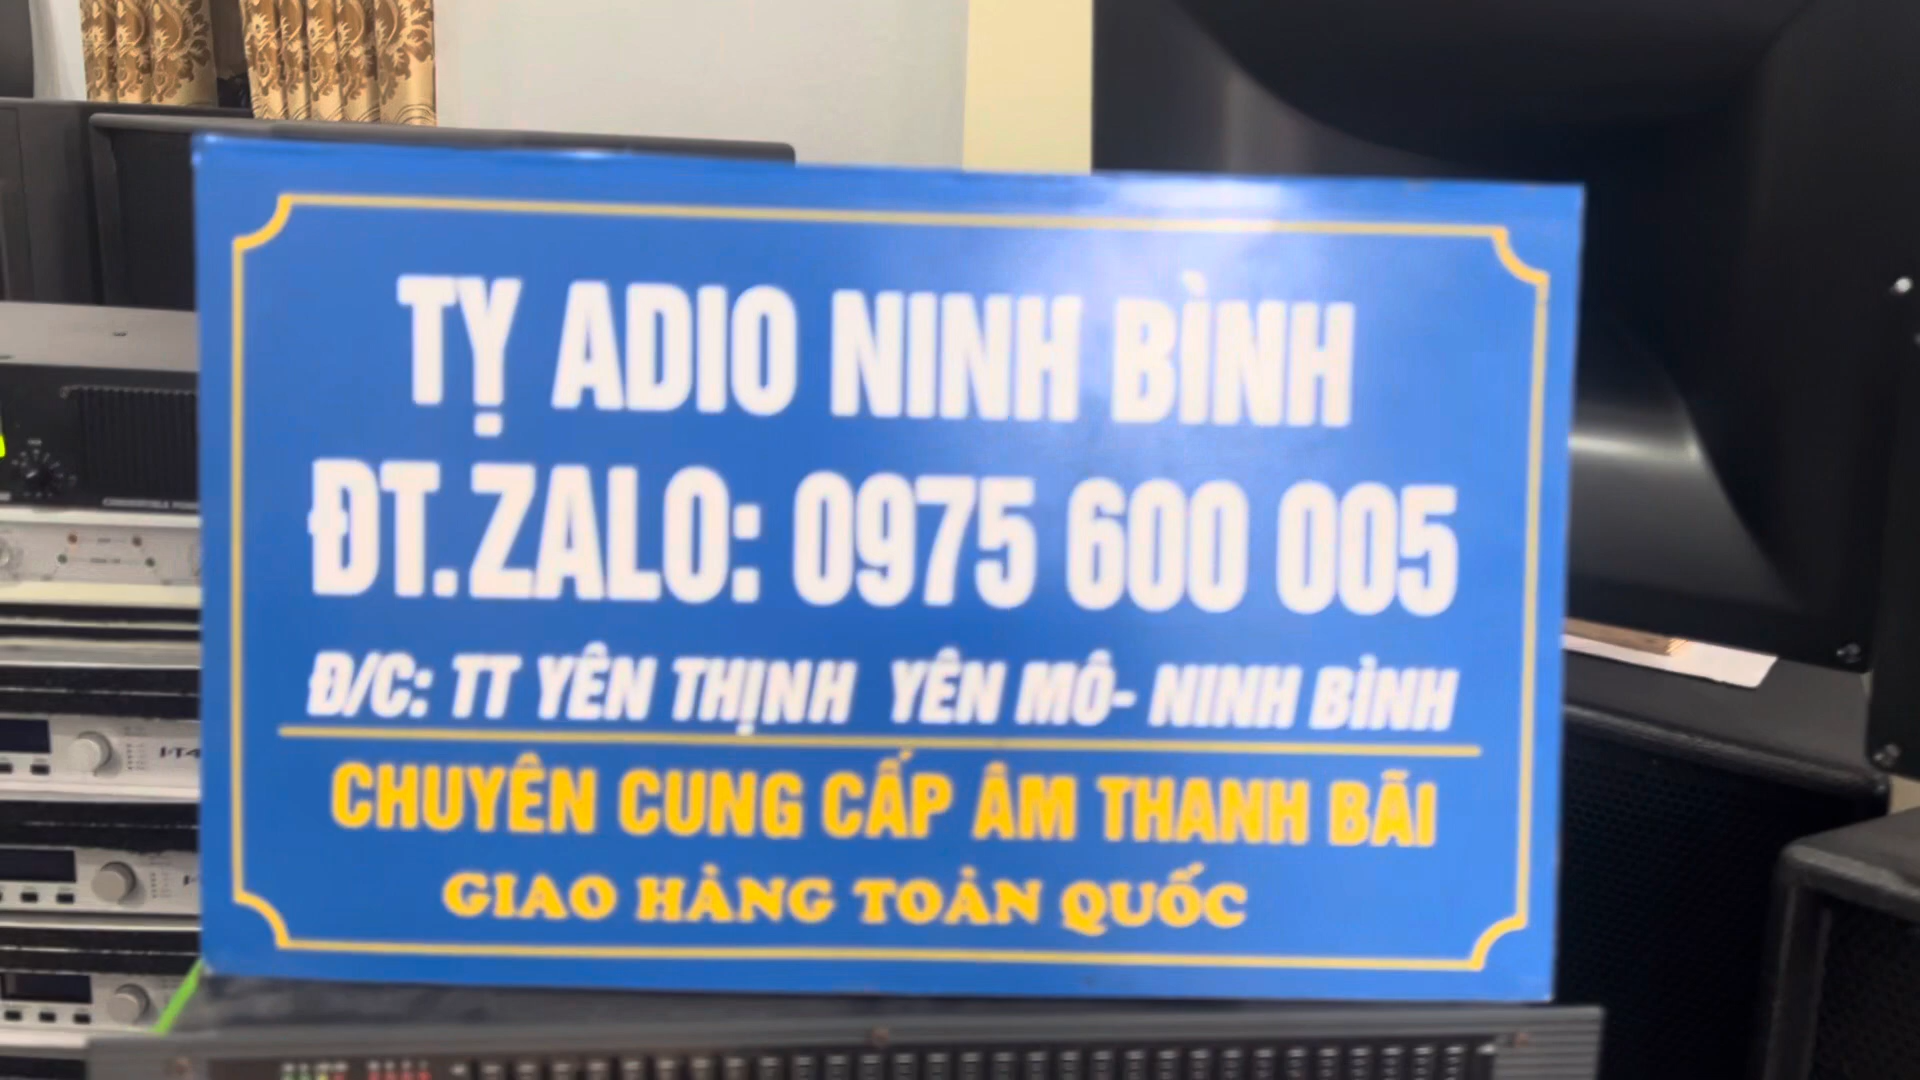 TỴ ADIO NINH BÌNH
ĐT.ZALO: 0975 600 005
Đ/C: TT YÊN THỊNH YÊN MÔ- NINH BÌNH
CHUYÊN CUNG CẤP ÂM THANH BÃI
GIAO HÀNG TOÀN QUỐC